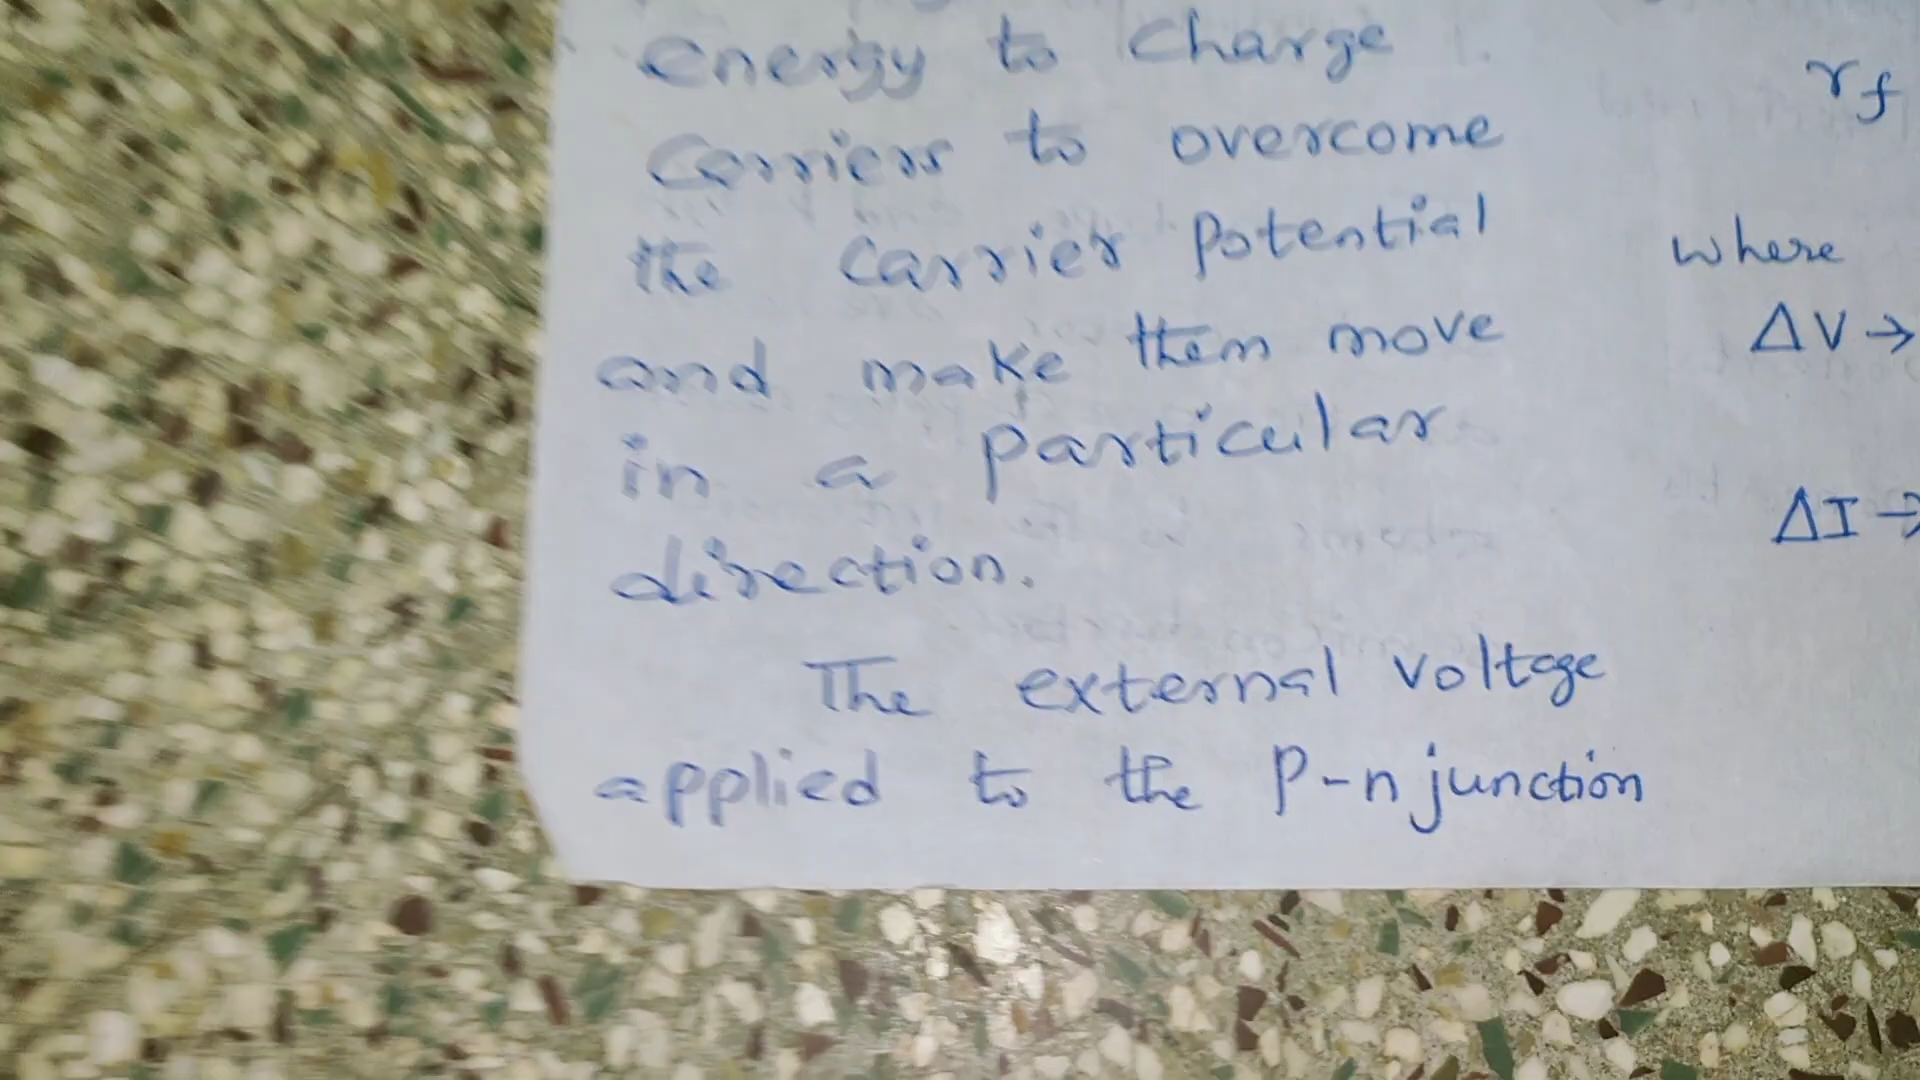 energy to charge
carriers to overcome
the carrier potential
and make them move
in a particular
direction.
The external voltage
applied to the P-n junction
rf
where
ΔV→
ΔI→